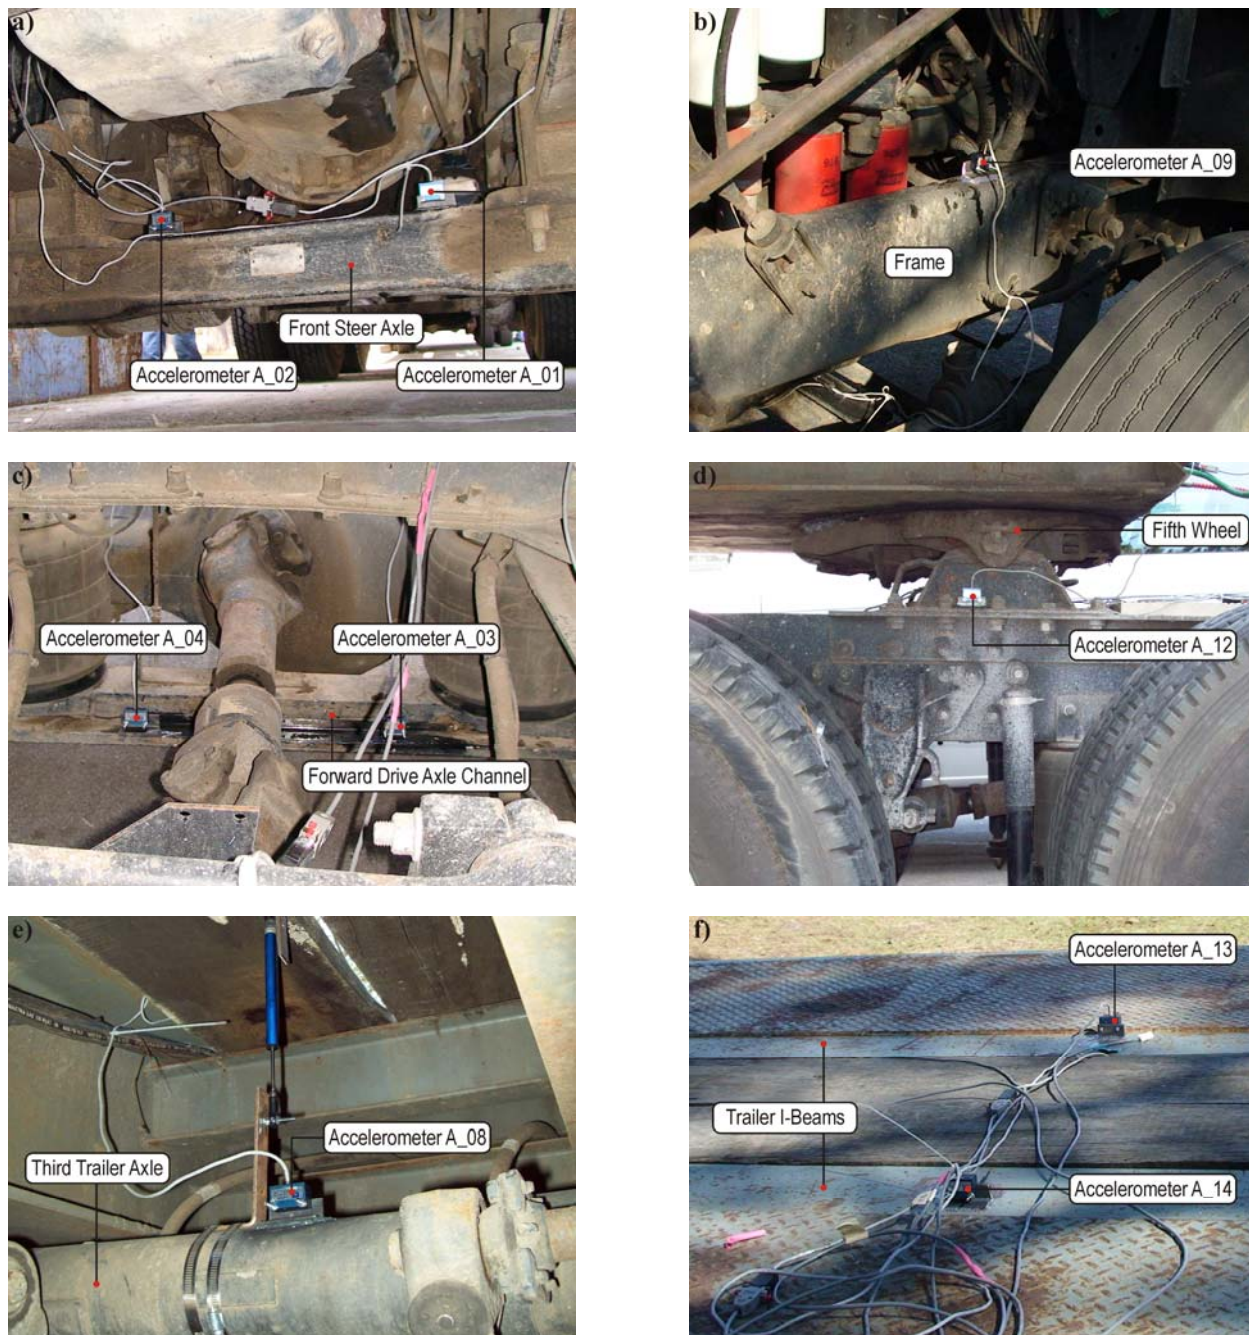 a)
Front Steer Axle
Accelerometer A_02
Accelerometer A_01
b)
Accelerometer A_09
Frame
c)
Accelerometer A_04
Accelerometer A_03
Forward Drive Axle Channel
d)
Fifth Wheel
Accelerometer A_12
e)
Accelerometer A_08
Third Trailer Axle
f)
Accelerometer A_13
Trailer I-Beams
Accelerometer A_14